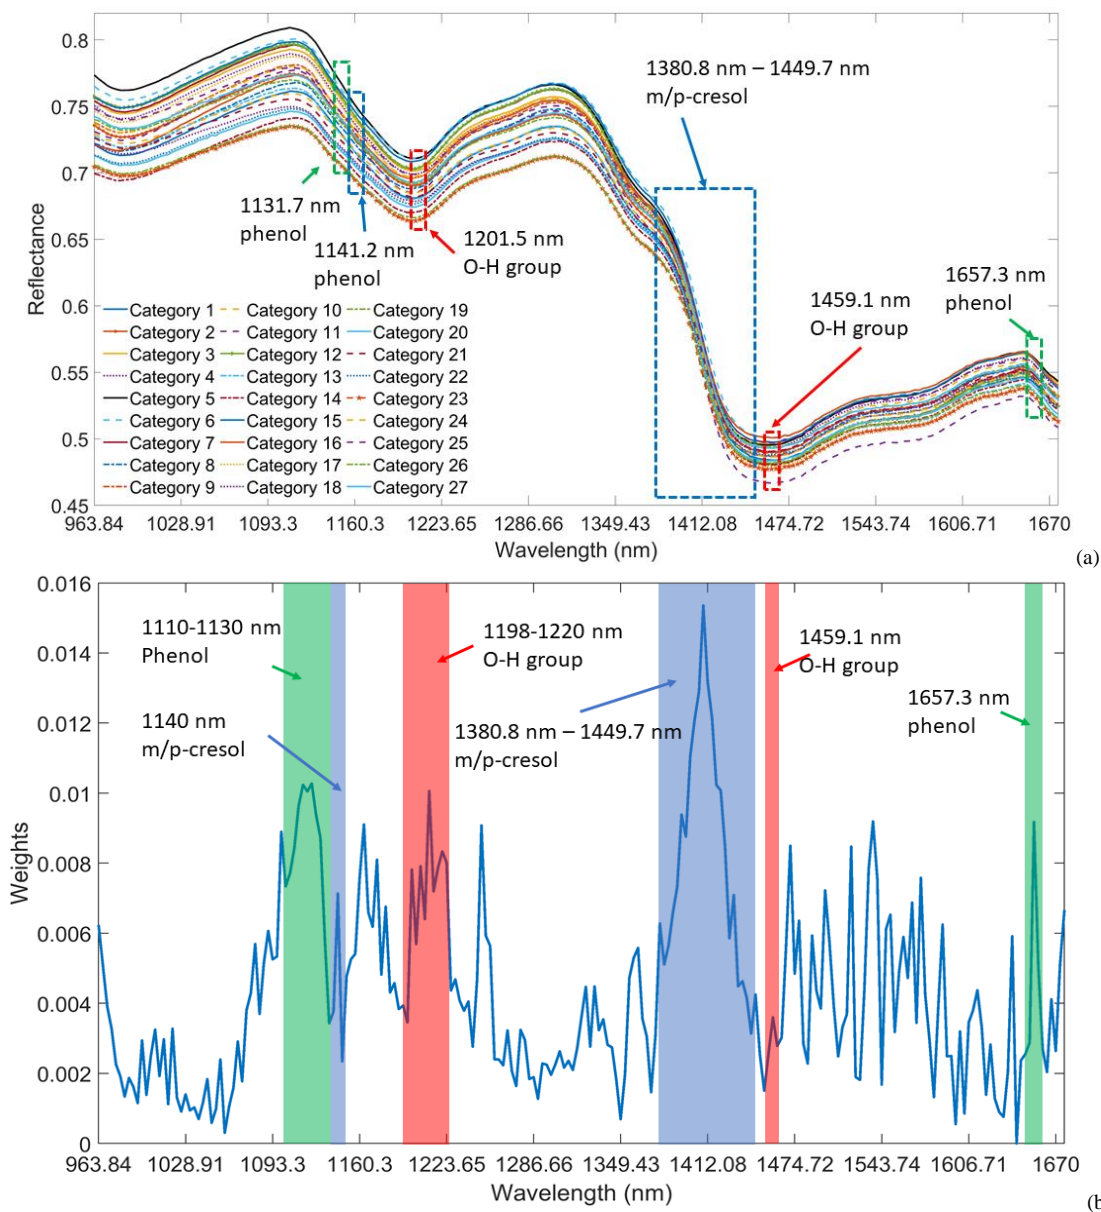 0.8
0.75
0.7
0.65
0.6
0.55
0.5
0.45
Reflectance
1380.8 nm – 1449.7 nm
m/p-cresol
1131.7 nm
phenol
1141.2 nm
phenol
1201.5 nm
O-H group
1459.1 nm
O-H group
1657.3 nm
phenol
Category 1 Category 10 Category 19
Category 2 Category 11 Category 20
Category 3 Category 12 Category 21
Category 4 Category 13 Category 22
Category 5 Category 14 Category 23
Category 6 Category 15 Category 24
Category 7 Category 16 Category 25
Category 8 Category 17 Category 26
Category 9 Category 18 Category 27
963.84 1028.91 1093.3 1160.3 1223.65 1286.66 1349.43 1412.08 1474.72 1543.74 1606.71 1670
Wavelength (nm)
(a)
0.016
0.014
0.012
0.01
0.008
0.006
0.004
0.002
0
Weights
1110-1130 nm
Phenol
1140 nm
m/p-cresol
1198-1220 nm
O-H group
1380.8 nm – 1449.7 nm
m/p-cresol
1459.1 nm
O-H group
1657.3 nm
phenol
963.84 1028.91 1093.3 1160.3 1223.65 1286.66 1349.43 1412.08 1474.72 1543.74 1606.71 1670
Wavelength (nm)
(b